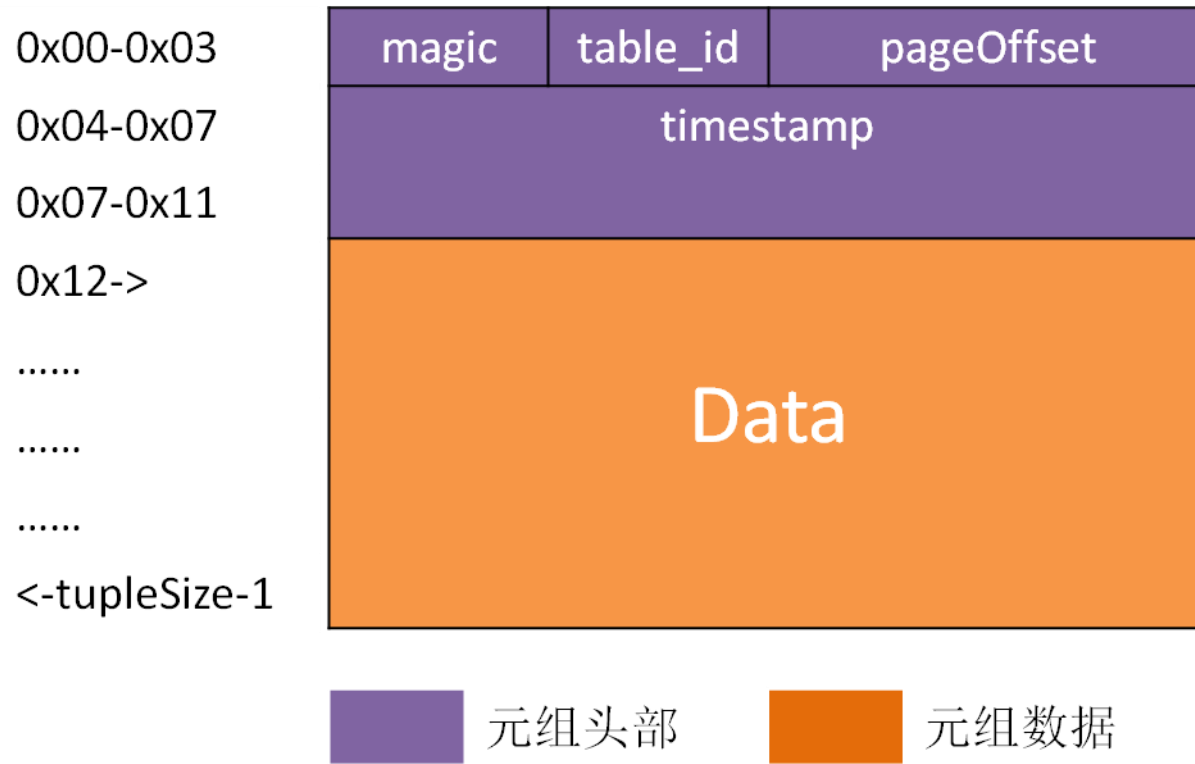 0x00-0x03 magic table_id pageOffset
0x04-0x07 timestamp
0x07-0x11
0x12->
......
Data
......
......
<-tupleSize-1
元组头部 元组数据